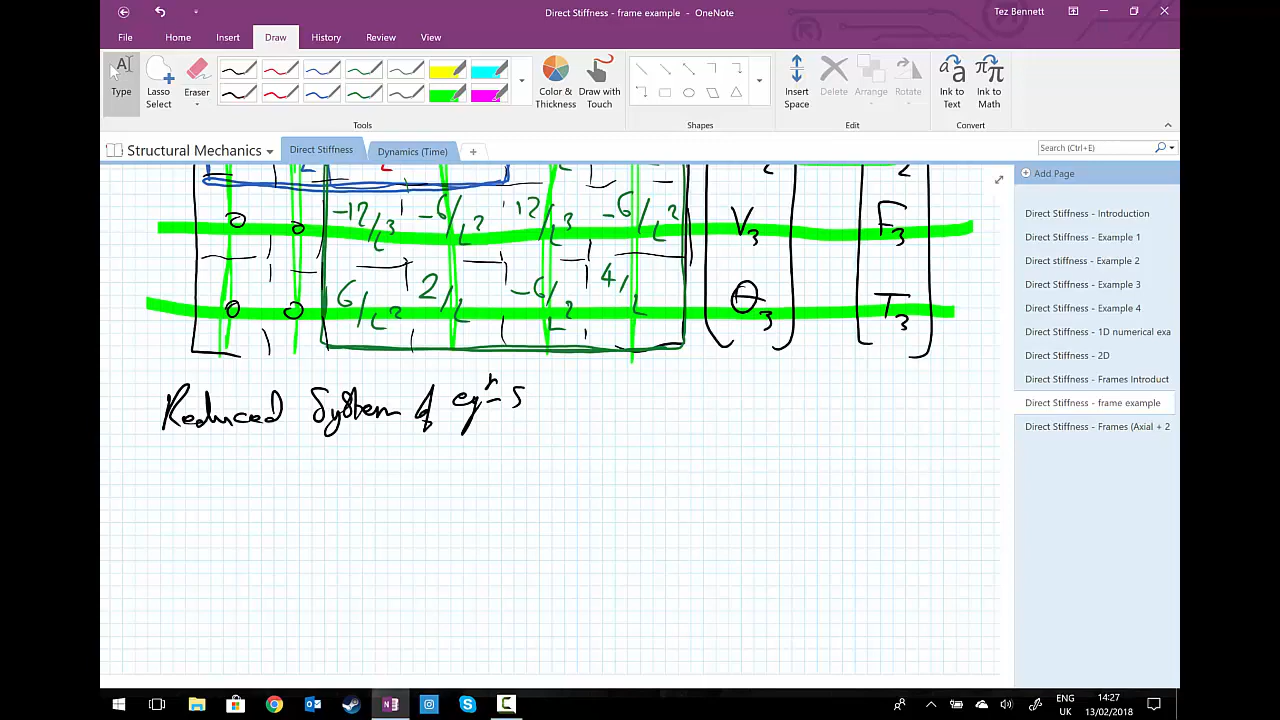 Direct Stiffness - frame example - OneNote
Tez Bennett
File Home Insert Draw History Review View
Type
Lasso Select
Eraser
Color & Thickness
Draw with Touch
Insert Space
Delete
Arrange
Rotate
Ink to Text
Ink to Math
Tools
Shapes
Edit
Convert
Structural Mechanics
Direct Stiffness
Dynamics (Time)
Search (Ctrl+E)
Add Page
Direct Stiffness - Introduction
Direct Stiffness - Example 1
Direct stiffness - Example 2
Direct Stiffness - Example 3
Direct Stiffness - Example 4
Direct Stiffness - 1D numerical exa
Direct Stiffness - 2D
Direct Stiffness - Frames Introduct
Direct Stiffness - frame example
Direct Stiffness - Frames (Axial + 2
L 2 L 2 2
0 0 -12/L³ -6/L² 12/L³ -6/L² V₃ F₃
0 0 6/L² 2/L -6/L² 4/L θ₃ T₃
Reduced System of eqⁿs
ENG
UK
14:27
13/02/2018